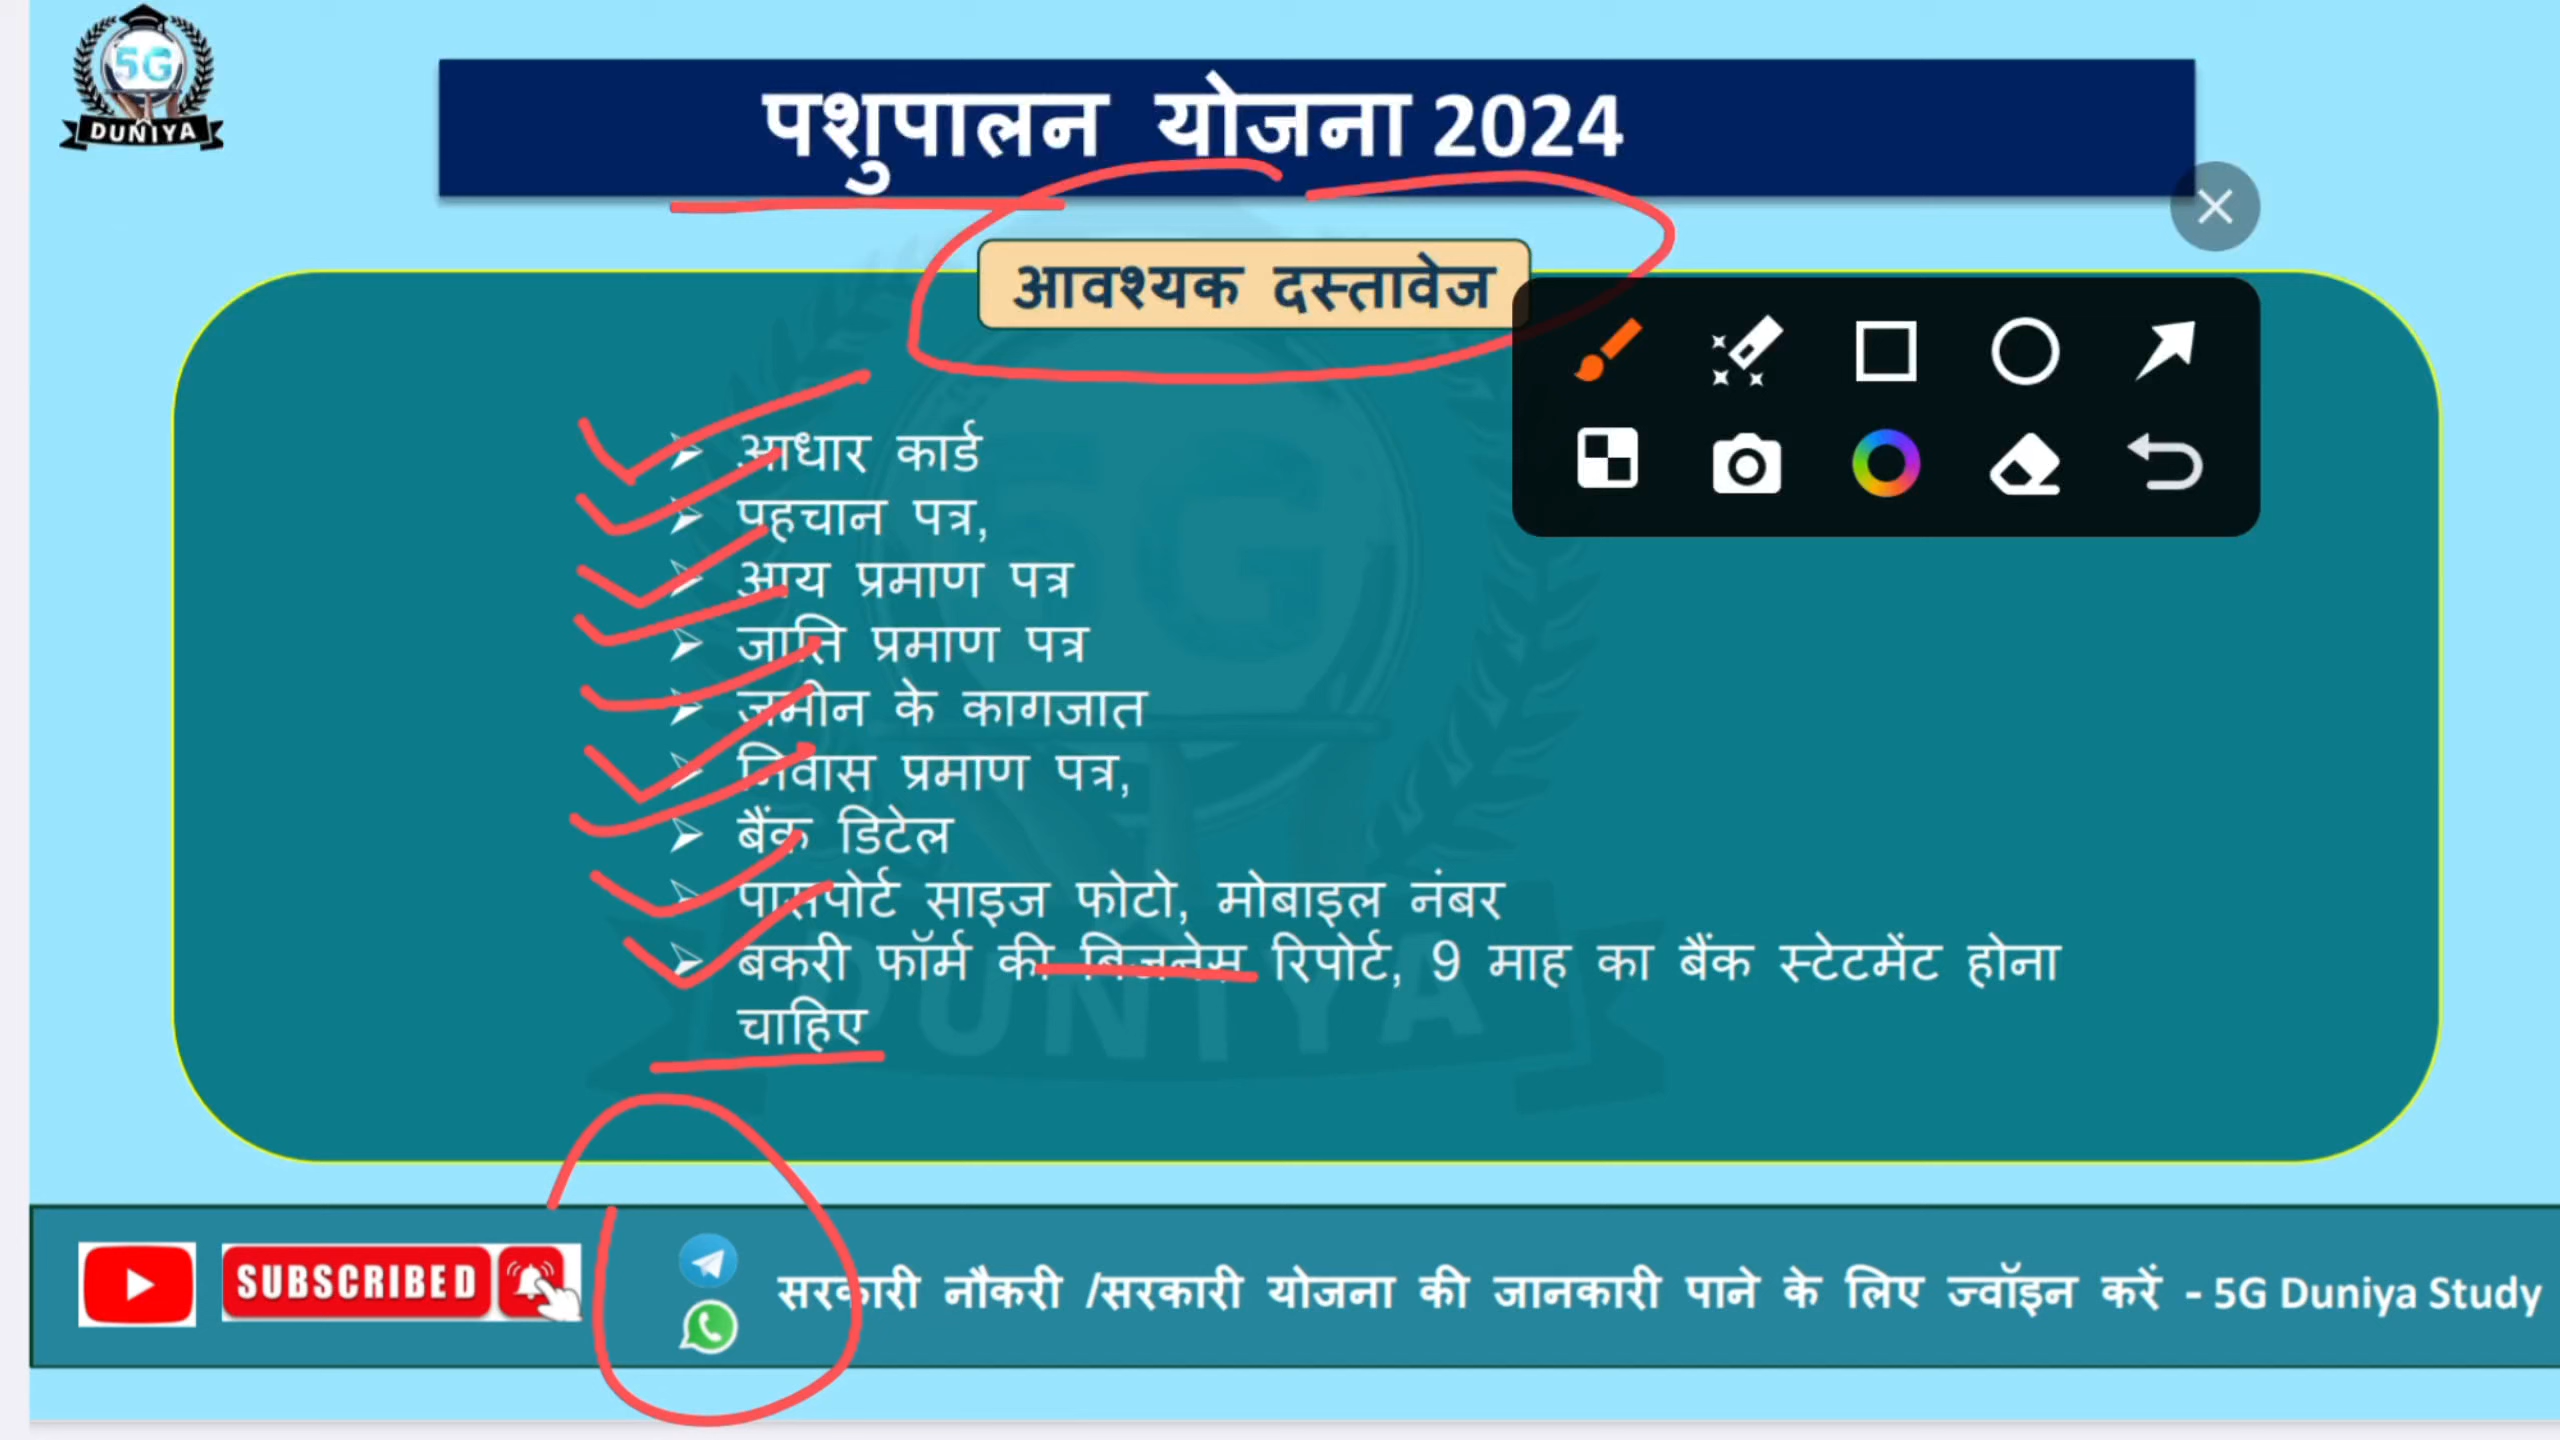 5G
DUNIYA
पशुपालन योजना 2024
आवश्यक दस्तावेज
आधार कार्ड
पहचान पत्र,
आय प्रमाण पत्र
जाति प्रमाण पत्र
जमीन के कागजात
निवास प्रमाण पत्र,
बैंक डिटेल
पासपोर्ट साइज फोटो, मोबाइल नंबर
बकरी फॉर्म की बिजनेस रिपोर्ट, 9 माह का बैंक स्टेटमेंट होना
चाहिए
5G
DUNIYA
SUBSCRIBED
सरकारी नौकरी /सरकारी योजना की जानकारी पाने के लिए ज्वॉइन करें - 5G Duniya Study